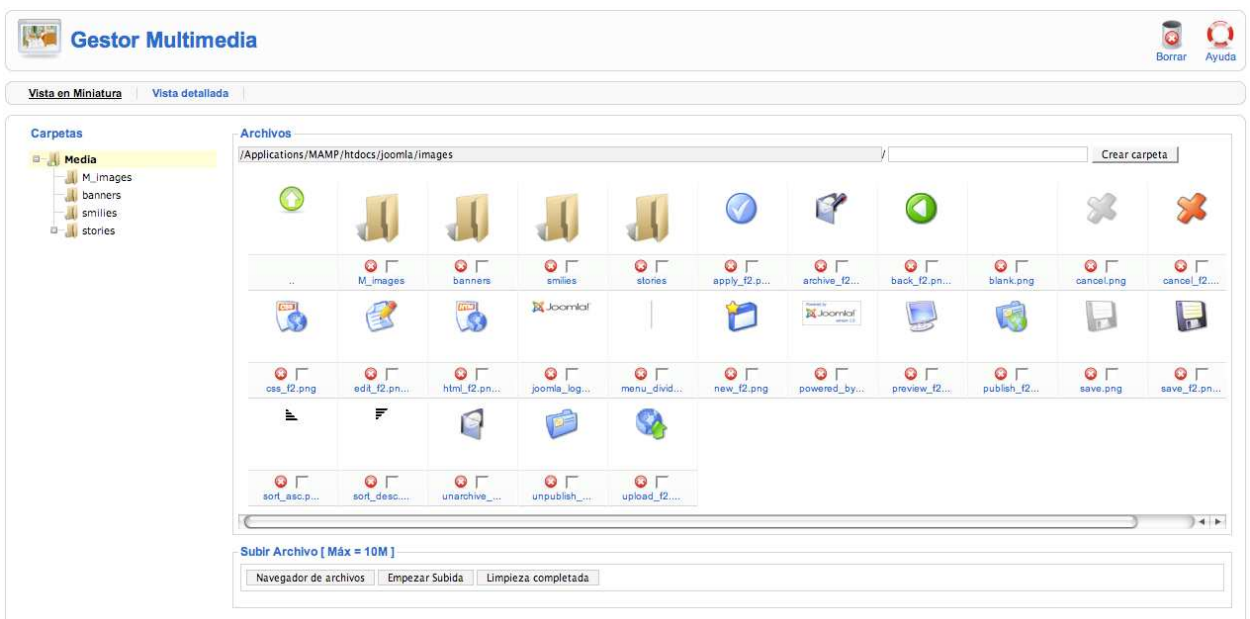 Gestor Multimedia
Borrar Ayuda
Vista en Miniatura Vista detallada
Carpetas
Media
M_images
banners
smilies
stories
Archivos
/Applications/MAMP/htdocs/joomla/images / Crear carpeta
.. M_images banners smilies stories apply_f2.p... archive_f2... back_f2.pn... blank.png cancel.png cancel_f2....
Joomla! Joomla!
css_f2.png edit_f2.pn... html_f2.pn... joomla_log... menu_divid... new_f2.png powered_by... preview_f2... publish_f2... save.png save_f2.pn...
sort_asc.p... sort_desc.... unarchive_... unpublish_... upload_f2....
Subir Archivo [ Máx = 10M ]
Navegador de archivos Empezar Subida Limpieza completada